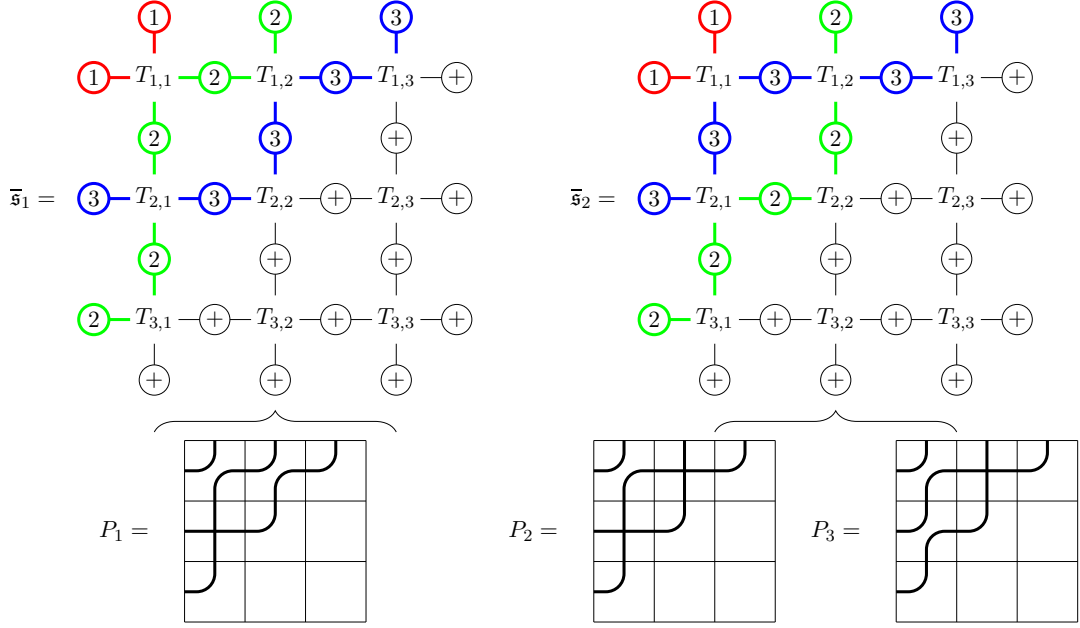 1 2 3 1 2 3
1 T1,1 2 T1,2 3 T1,3 + 1 T1,1 3 T1,2 3 T1,3 +
2 3 + 3 2 +
𝔰̅1 = 3 T2,1 3 T2,2 + T2,3 + 𝔰̅2 = 3 T2,1 2 T2,2 + T2,3 +
2 + + 2 + +
2 T3,1 + T3,2 + T3,3 + 2 T3,1 + T3,2 + T3,3 +
+ + + + + +
P1 = P2 = P3 =